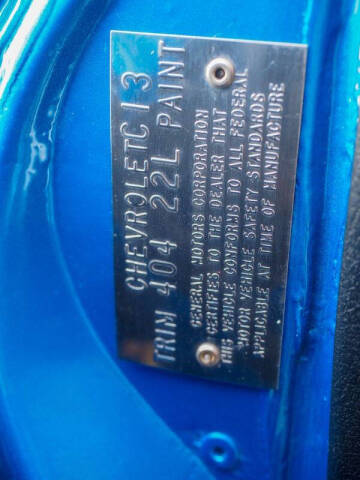 CHEVROLETC 13
TRIM 404 22L PAINT
GENERAL MOTORS CORPORATION
CERTIFIES TO THE DEALER THAT
THIS VEHICLE CONFORMS TO ALL FEDERAL
MOTOR VEHICLE SAFETY STANDARDS
APPLICABLE AT TIME OF MANUFACTURE